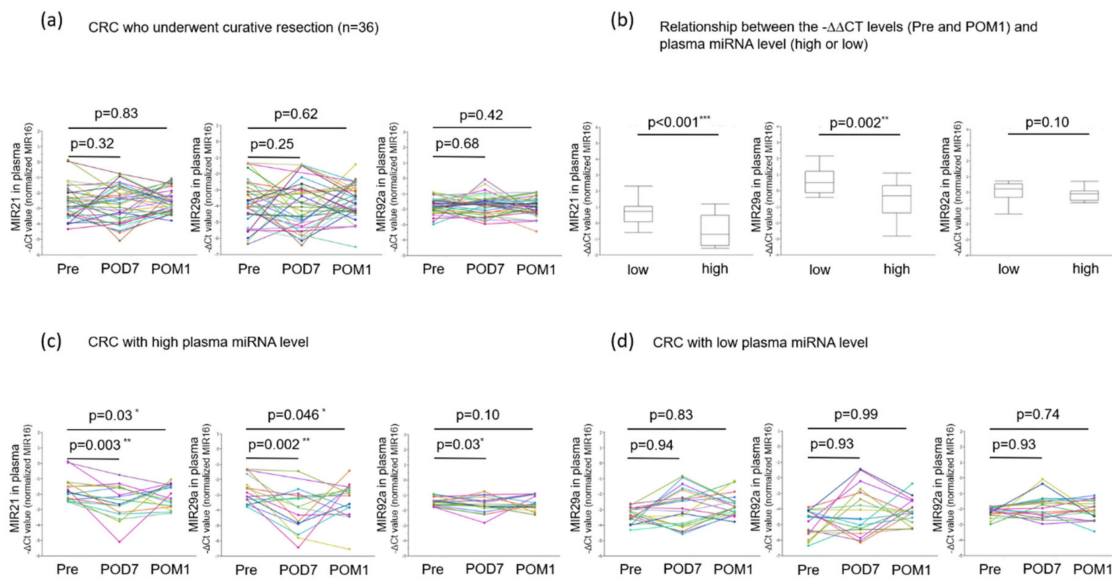 (a) CRC who underwent curative resection (n=36)
p=0.83
p=0.32
MIR21 in plasma
-ΔCt value (normalized MIR16)
Pre POD7 POM1
p=0.62
p=0.25
MIR29a in plasma
-ΔCt value (normalized MIR16)
Pre POD7 POM1
p=0.42
p=0.68
MIR92a in plasma
-ΔCt value (normalized MIR16)
Pre POD7 POM1
(b) Relationship between the -ΔΔCT levels (Pre and POM1) and
plasma miRNA level (high or low)
p<0.001***
MIR21 in plasma
-ΔΔCt value (normalized MIR16)
low high
p=0.002**
MIR29a in plasma
-ΔΔCt value (normalized MIR16)
low high
p=0.10
MIR92a in plasma
-ΔΔCt value (normalized MIR16)
low high
(c) CRC with high plasma miRNA level
p=0.03 *
p=0.003 **
MIR21 in plasma
-ΔCt value (normalized MIR16)
Pre POD7 POM1
p=0.046 *
p=0.002 **
MIR29a in plasma
-ΔCt value (normalized MIR16)
Pre POD7 POM1
p=0.10
p=0.03*
MIR92a in plasma
-ΔCt value (normalized MIR16)
Pre POD7 POM1
(d) CRC with low plasma miRNA level
p=0.83
p=0.94
MIR29a in plasma
-ΔCt value (normalized MIR16)
Pre POD7 POM1
p=0.99
p=0.93
MIR92a in plasma
-ΔCt value (normalized MIR16)
Pre POD7 POM1
p=0.74
p=0.93
MIR92a in plasma
-ΔCt value (normalized MIR16)
Pre POD7 POM1